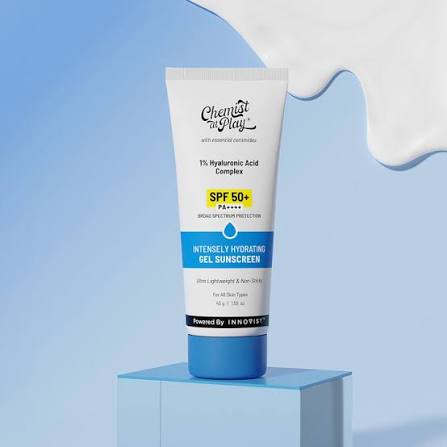 Chemist
at Play®
with essential ceramides
1% Hyaluronic Acid
Complex
SPF 50+
PA++++
BROAD SPECTRUM PROTECTION
INTENSELY HYDRATING
GEL SUNSCREEN
Ultra Lightweight & Non-Sticky
For All Skin Types
Powered By INNOVIST™